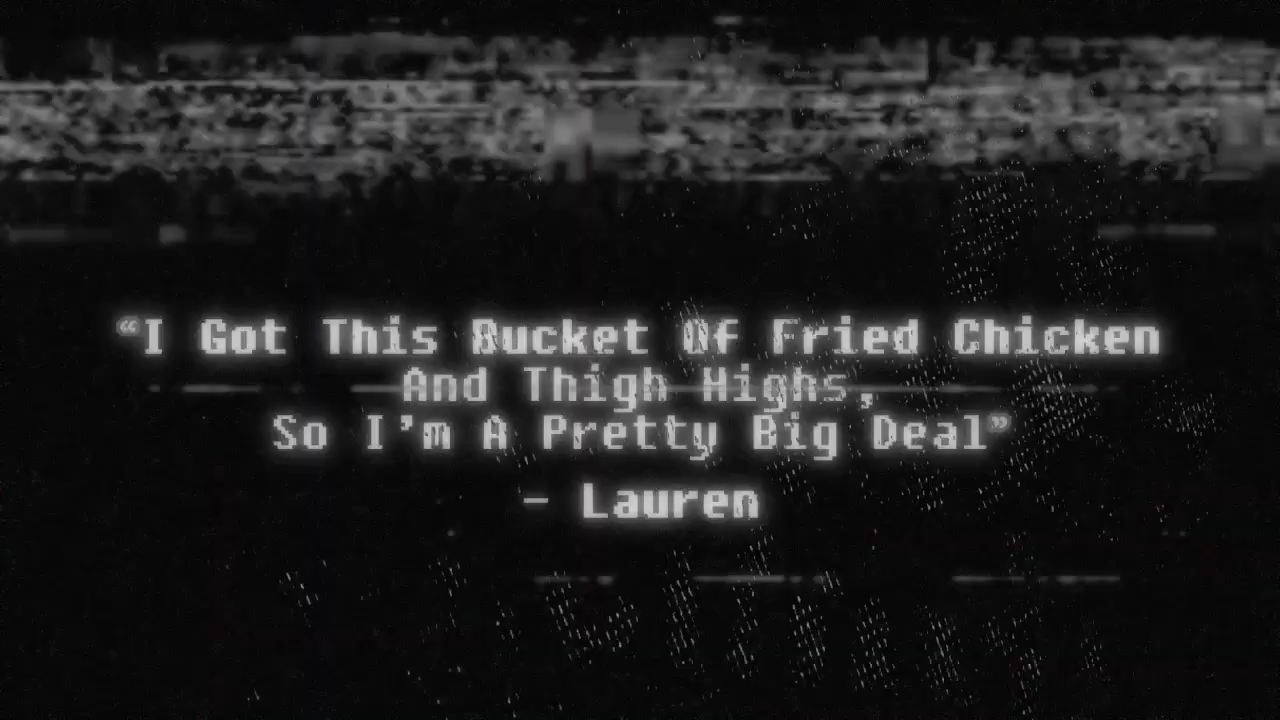 “I Got This Bucket Of Fried Chicken
And Thigh Highs,
So I’m A Pretty Big Deal”
– Lauren